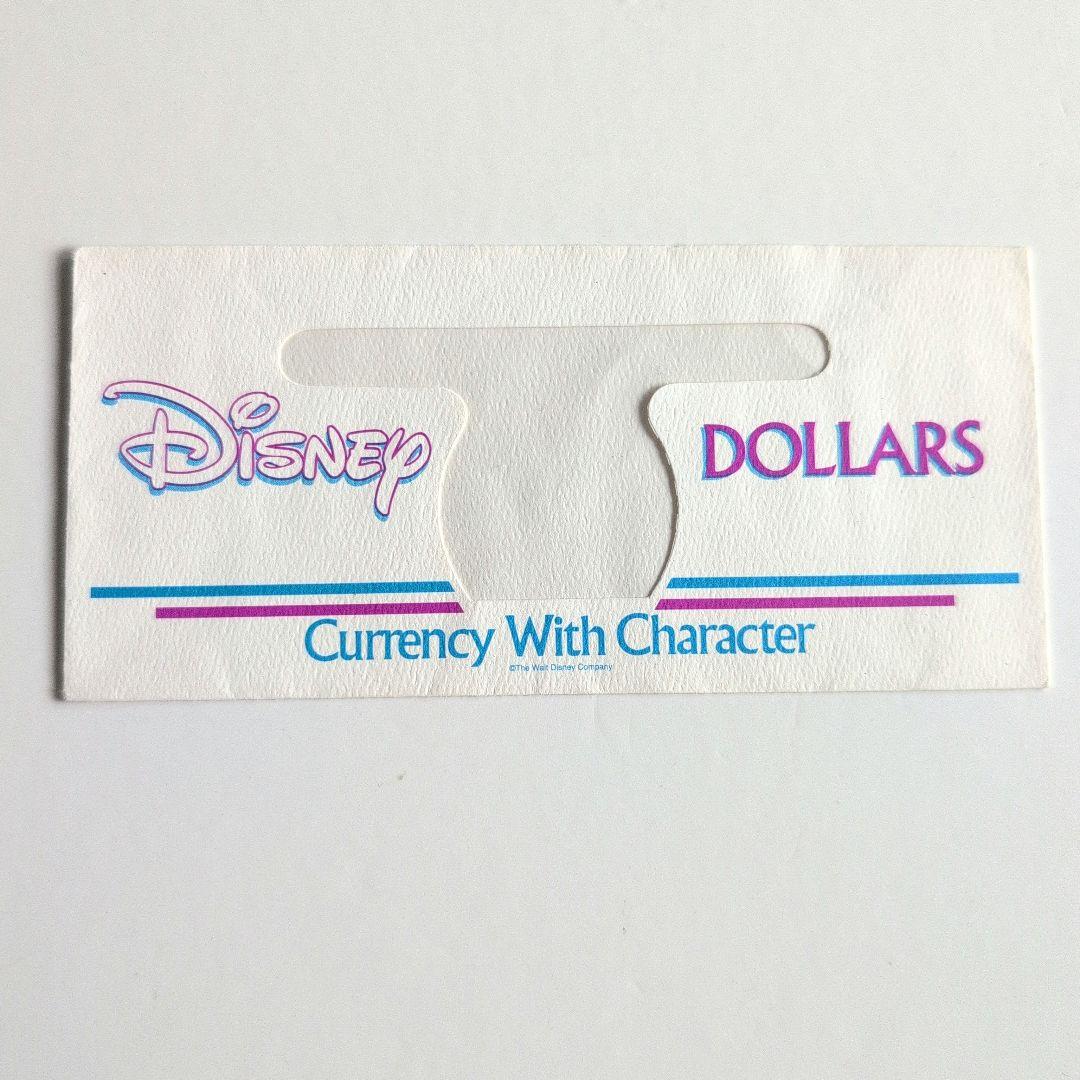 Disney DOLLARS
Currency With Character
©The Walt Disney Company